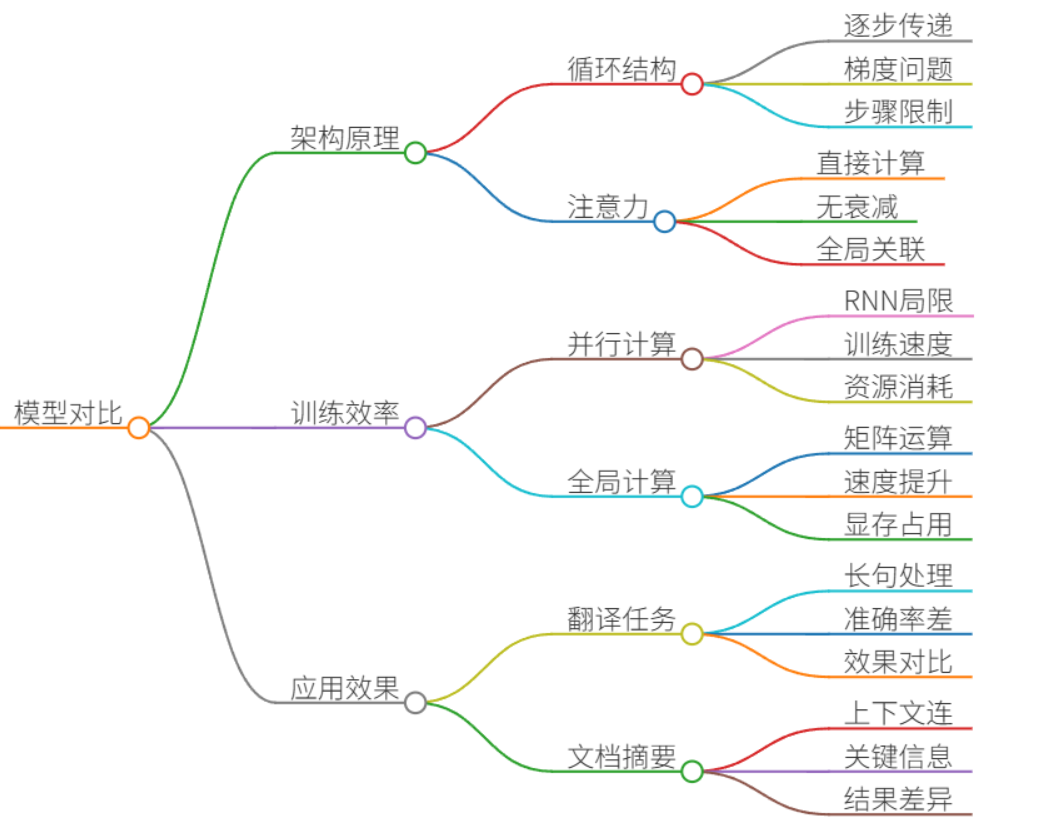 模型对比
架构原理
循环结构
逐步传递
梯度问题
步骤限制
注意力
直接计算
无衰减
全局关联
训练效率
并行计算
RNN局限
训练速度
资源消耗
全局计算
矩阵运算
速度提升
显存占用
应用效果
翻译任务
长句处理
准确率差
效果对比
文档摘要
上下文连
关键信息
结果差异